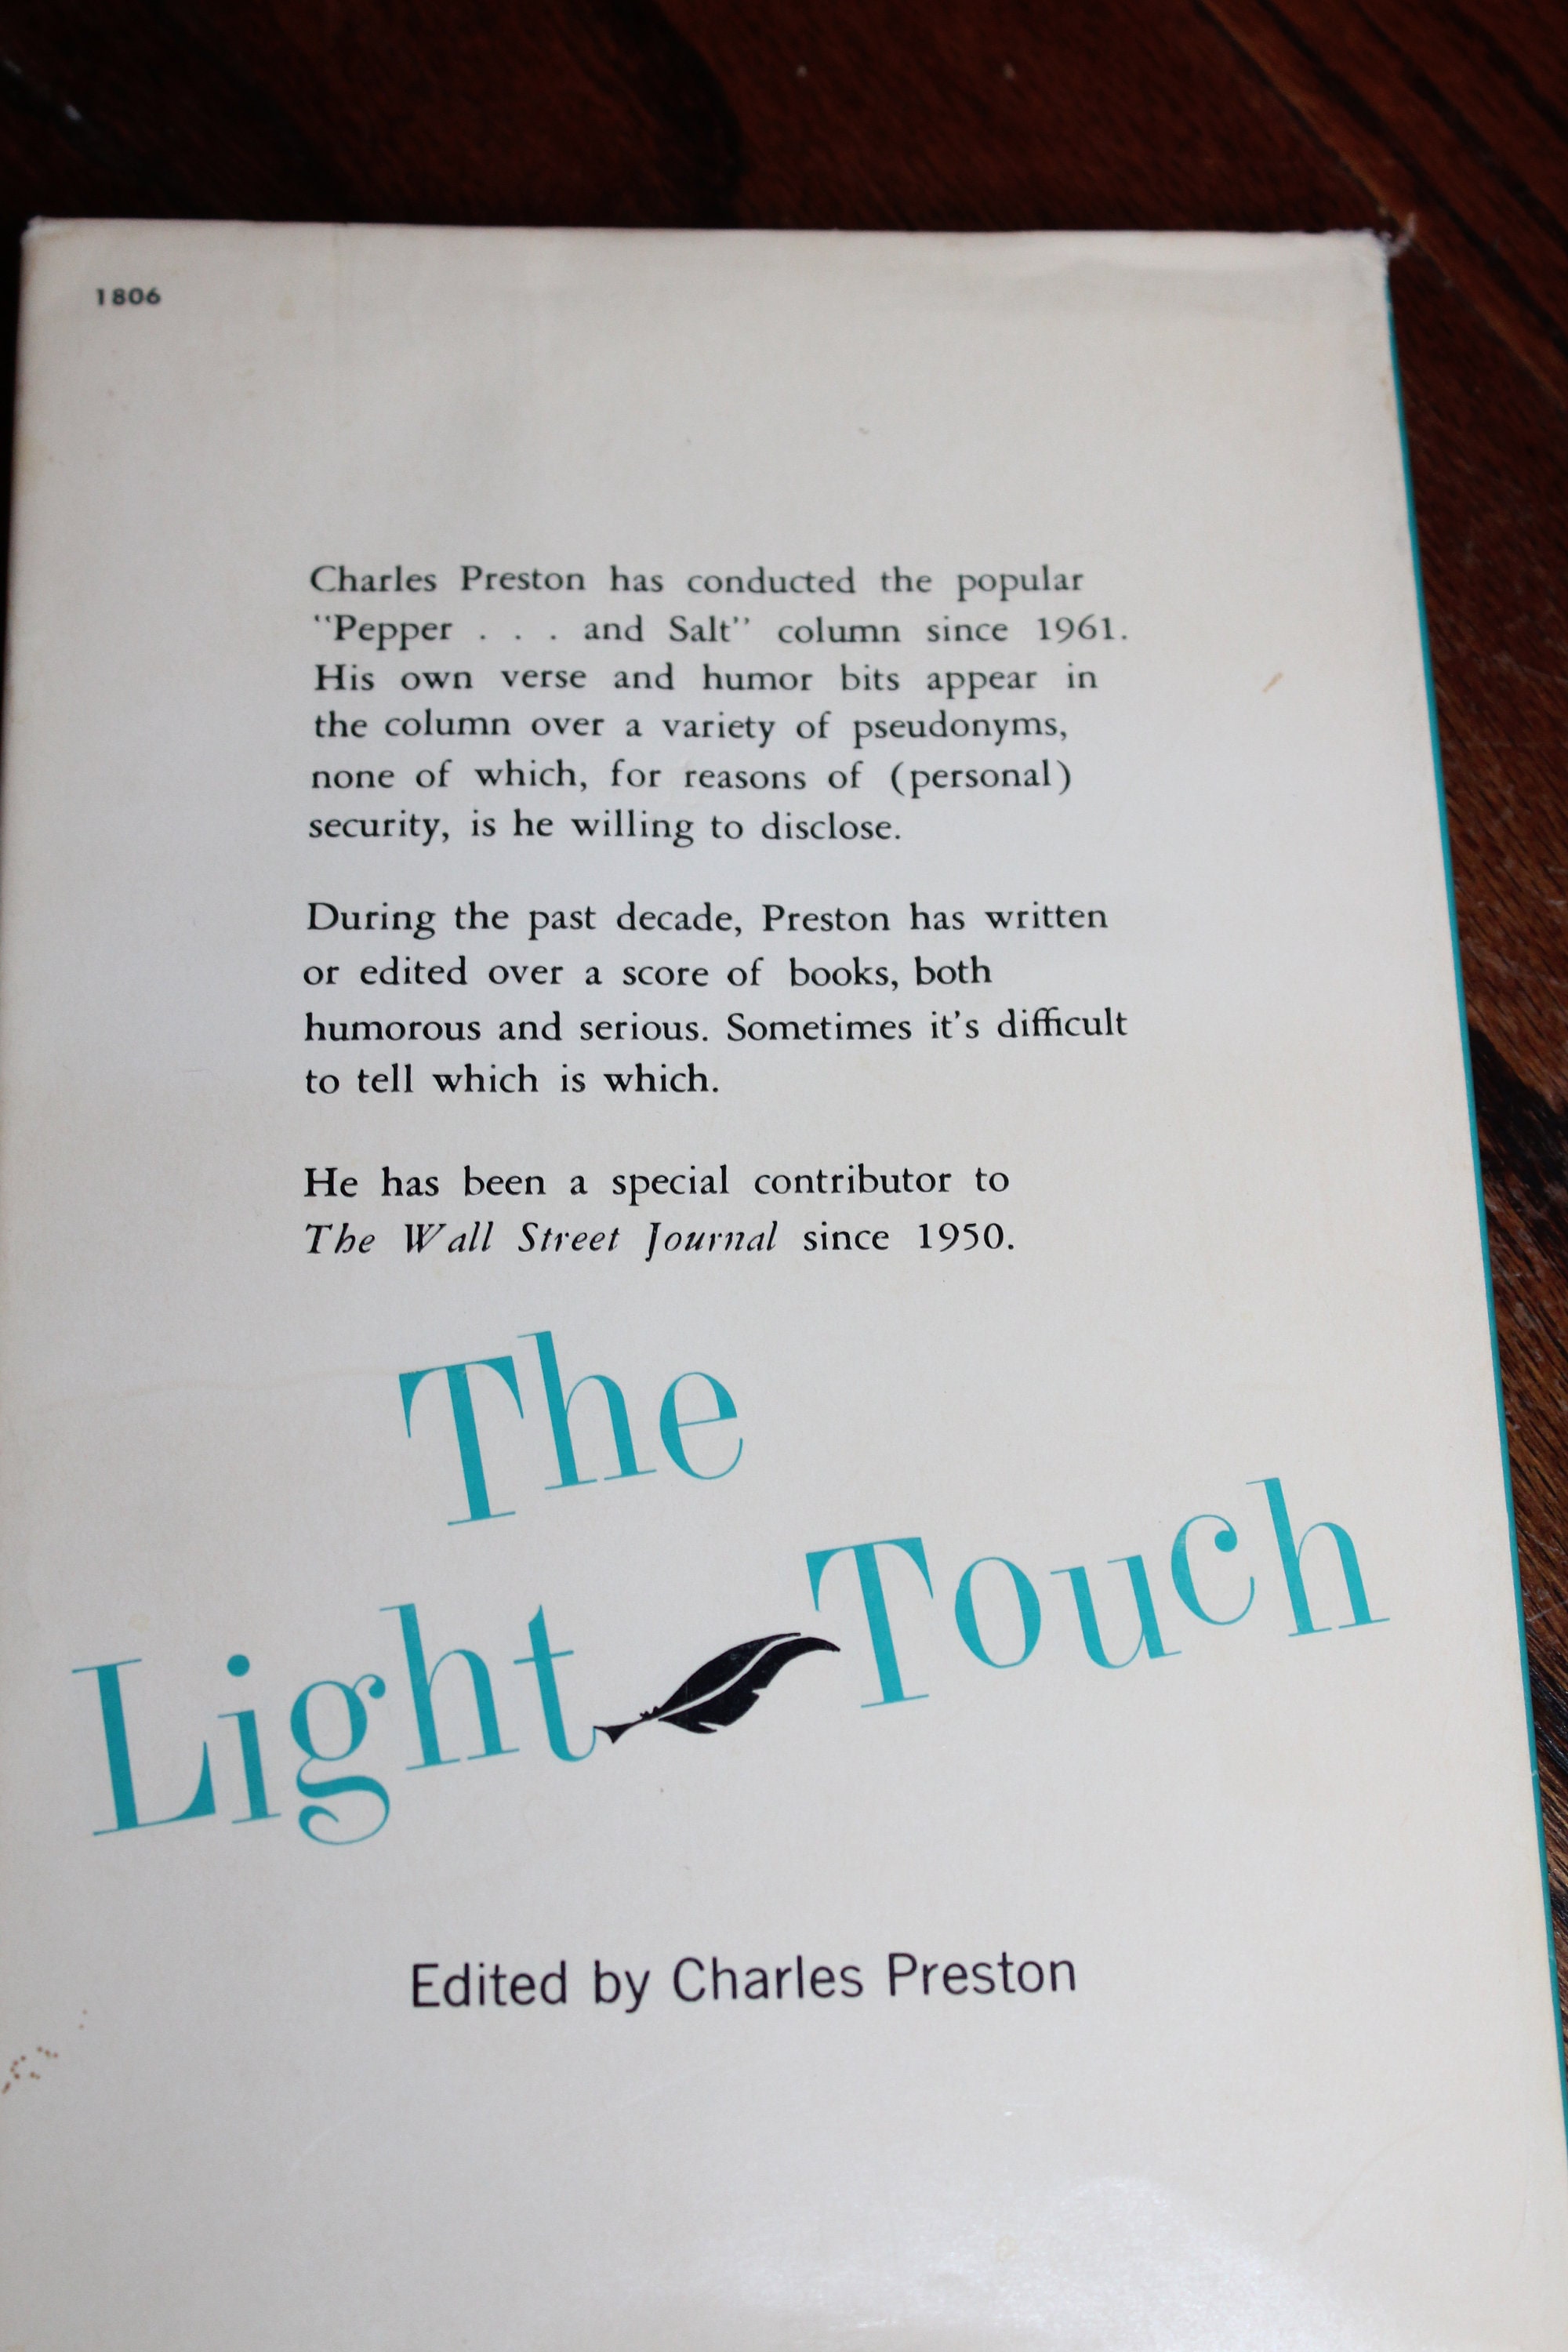 1806
Charles Preston has conducted the popular
"Pepper . . . and Salt" column since 1961.
His own verse and humor bits appear in
the column over a variety of pseudonyms,
none of which, for reasons of (personal)
security, is he willing to disclose.
During the past decade, Preston has written
or edited over a score of books, both
humorous and serious. Sometimes it's difficult
to tell which is which.
He has been a special contributor to
The Wall Street Journal since 1950.
The
Light Touch
Edited by Charles Preston